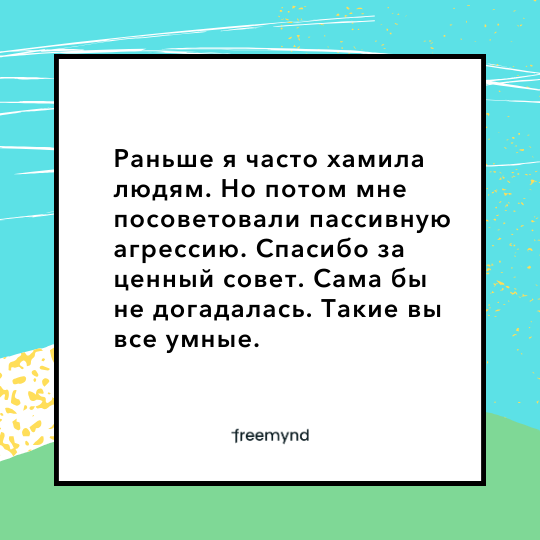 Раньше я часто хамила
людям. Но потом мне
посоветовали пассивную
агрессию. Спасибо за
ценный совет. Сама бы
не догадалась. Такие вы
все умные.
freemynd